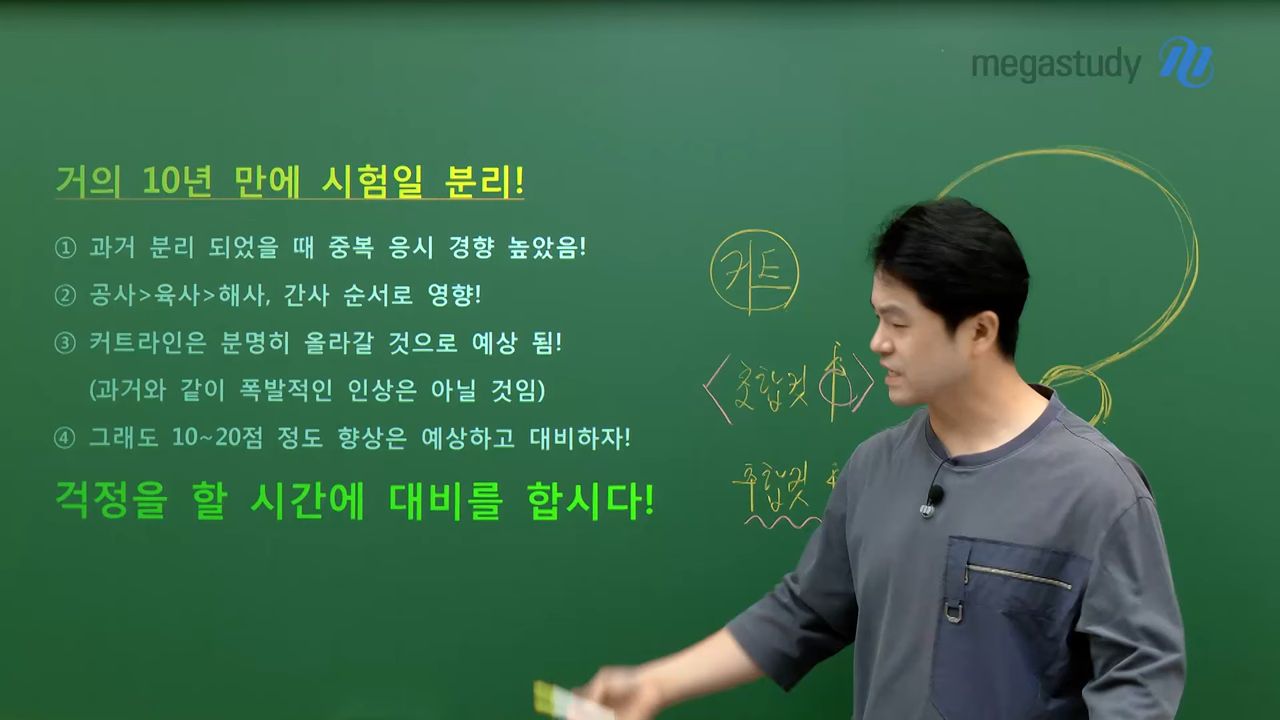 megastudy
거의 10년 만에 시험일 분리!
① 과거 분리 되었을 때 중복 응시 경향 높았음!
② 공사>육사>해사, 간사 순서로 영향!
③ 커트라인은 분명히 올라갈 것으로 예상 됨!
(과거와 같이 폭발적인 인상은 아닐 것임)
④ 그래도 10~20점 정도 향상은 예상하고 대비하자!
걱정을 할 시간에 대비를 합시다!
커트
<춧합컷 ↑>
추합컷